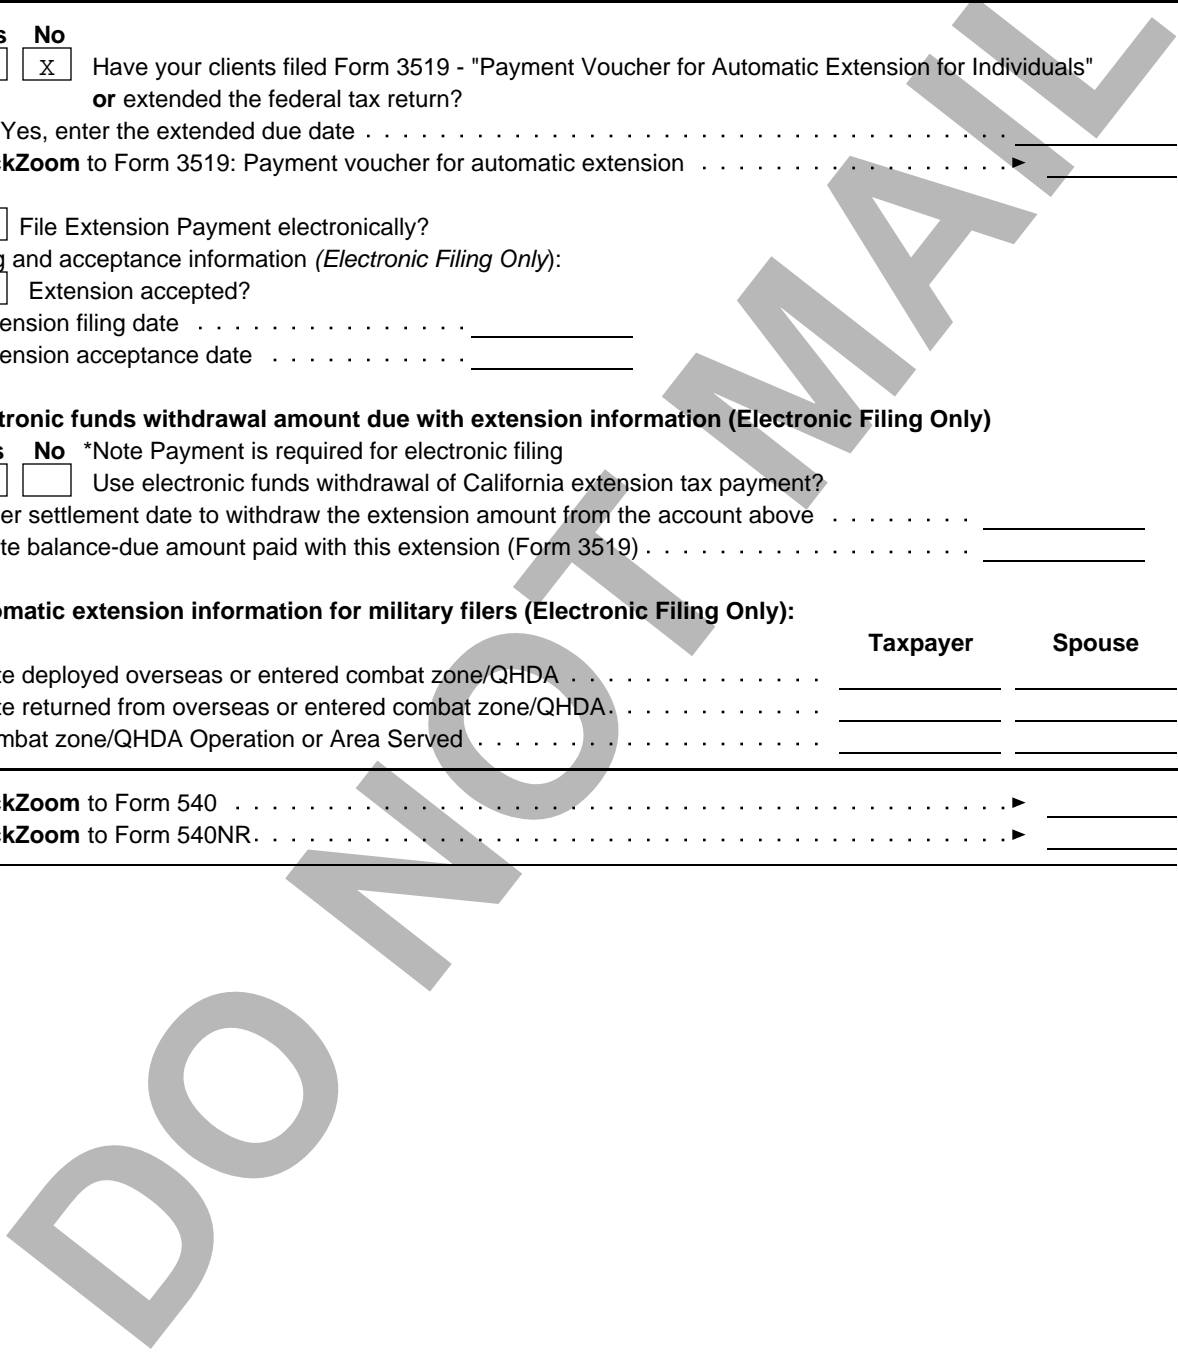 s No
X Have your clients filed Form 3519 - "Payment Voucher for Automatic Extension for Individuals"
or extended the federal tax return?
Yes, enter the extended due date . . . . . . . . . . . . . . . . . . . . . . . . . . . . . . . . . . . . .
kZoom to Form 3519: Payment voucher for automatic extension . . . . . . . . . . . . . . . . . . ►
File Extension Payment electronically?
g and acceptance information (Electronic Filing Only):
Extension accepted?
ension filing date . . . . . . . . . . . . . . . .
ension acceptance date . . . . . . . . . . .
tronic funds withdrawal amount due with extension information (Electronic Filing Only)
s No *Note Payment is required for electronic filing
Use electronic funds withdrawal of California extension tax payment?
er settlement date to withdraw the extension amount from the account above . . . . . . . .
te balance-due amount paid with this extension (Form 3519) . . . . . . . . . . . . . . . . . . .
omatic extension information for military filers (Electronic Filing Only):
Taxpayer Spouse
te deployed overseas or entered combat zone/QHDA . . . . . . . . . . . . . .
te returned from overseas or entered combat zone/QHDA . . . . . . . . . . . .
mbat zone/QHDA Operation or Area Served . . . . . . . . . . . . . . . . . . .
kZoom to Form 540 . . . . . . . . . . . . . . . . . . . . . . . . . . . . . . . . . . . . . . . . . . . . ►
kZoom to Form 540NR . . . . . . . . . . . . . . . . . . . . . . . . . . . . . . . . . . . . . . . . . . . ►
DO NOT MAIL